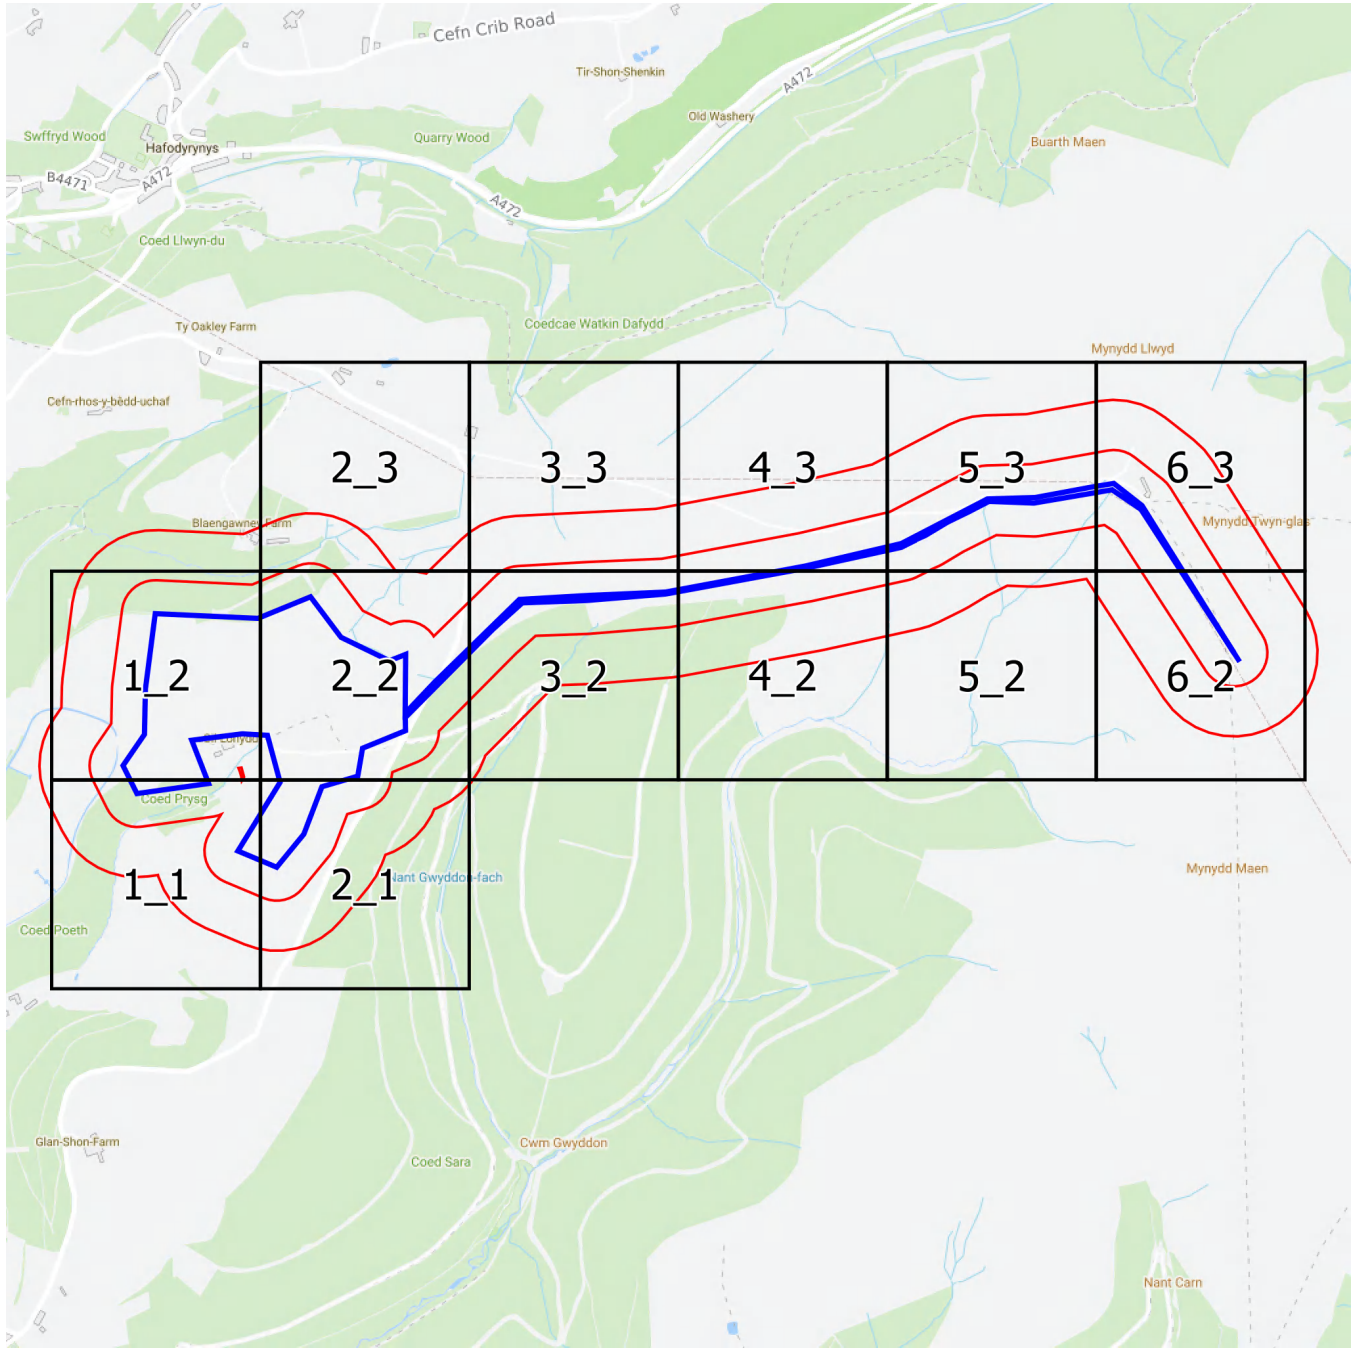 Cefn Crib Road
Tir-Shon-Shenkin
A472
Old Washery
Swffryd Wood
Hafodyrynys
Quarry Wood
Buarth Maen
B4471
A472
A472
Coed Llwyn-du
Ty Oakley Farm
Coedcae Watkin Dafydd
Mynydd Llwyd
Cefn-rhos-y-bèdd-uchaf
2_3
3_3
4_3
5_3
6_3
Blaengawney Farm
Mynydd Twyn-glas
1_2
2_2
3_2
4_2
5_2
6_2
Coed Prysg
Mynydd Maen
1_1
2_1
Nant Gwyddon-fach
Coed Poeth
Glan-Shon-Farm
Cwm Gwyddon
Coed Sara
Nant Carn